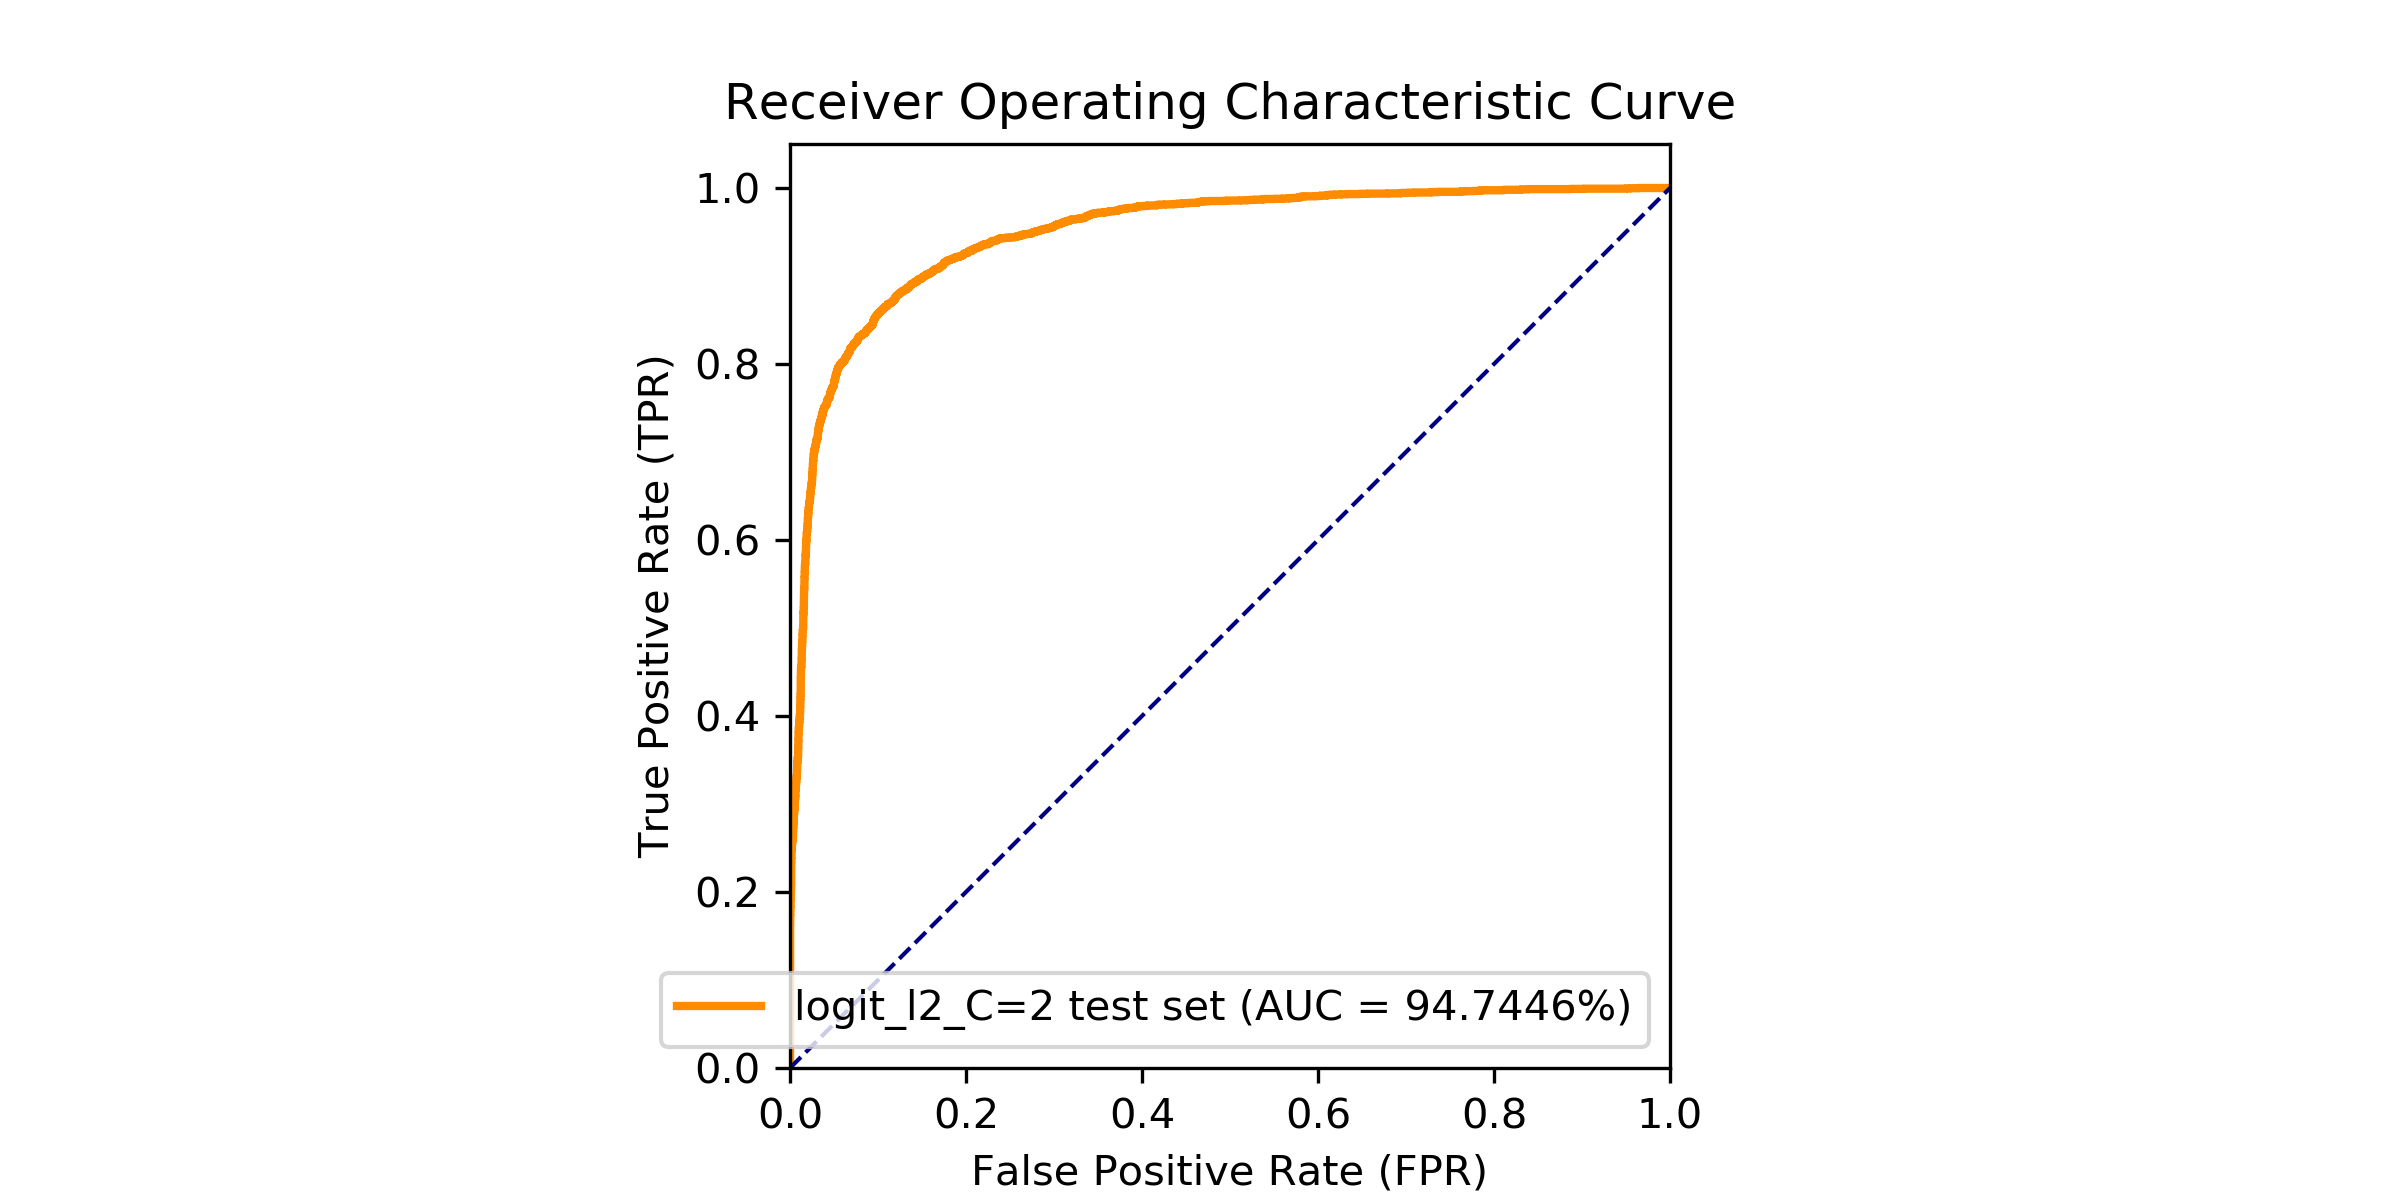 Receiver Operating Characteristic Curve
True Positive Rate (TPR)
1.0
0.8
0.6
0.4
0.2
0.0
logit_l2_C=2 test set (AUC = 94.7446%)
0.0 0.2 0.4 0.6 0.8 1.0
False Positive Rate (FPR)